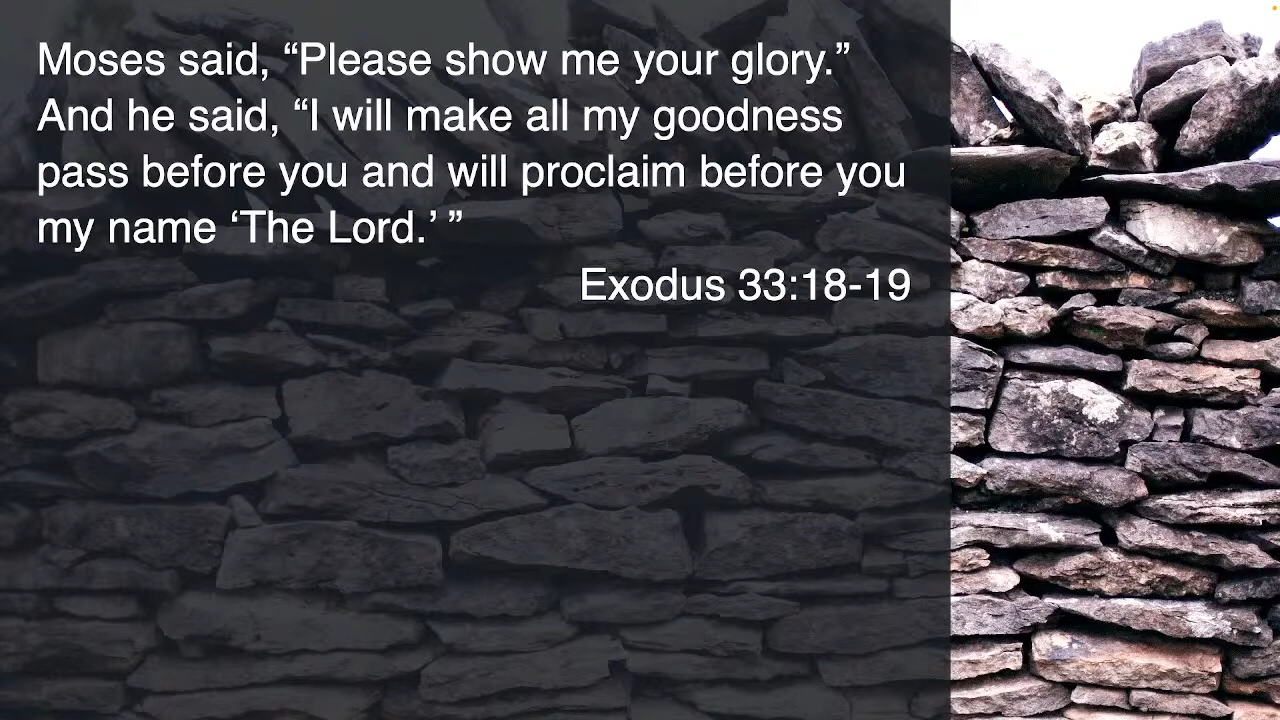 Moses said, “Please show me your glory.”
And he said, “I will make all my goodness
pass before you and will proclaim before you
my name ‘The Lord.’ ”
Exodus 33:18-19